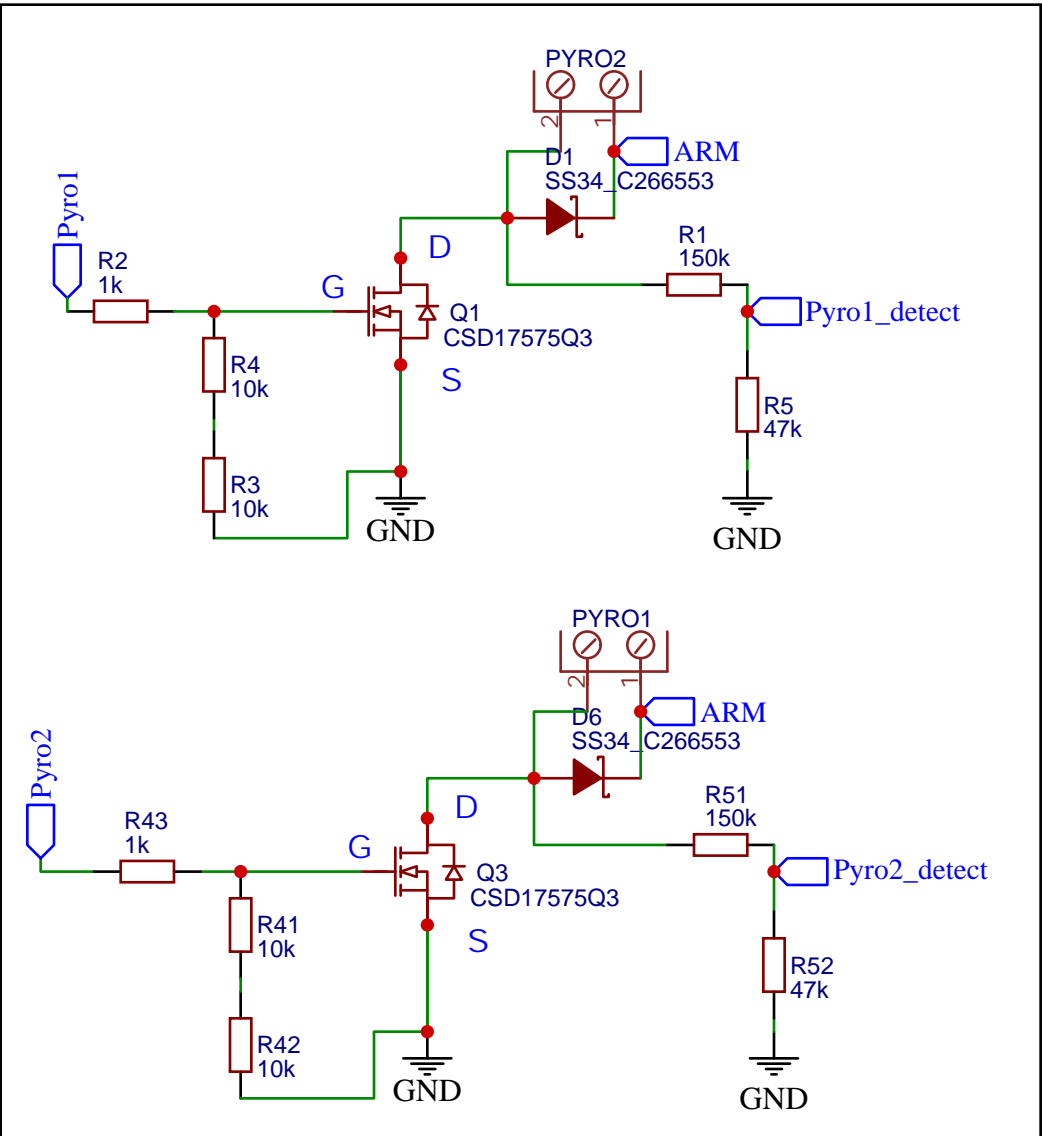 PYRO2
2
1
ARM
D1
SS34_C266553
Pyro1
R2
1k
D
G
R1
150k
Pyro1_detect
Q1
CSD17575Q3
R4
10k
S
R5
47k
R3
10k
GND
GND
PYRO1
2
1
ARM
D6
SS34_C266553
Pyro2
R43
1k
D
G
R51
150k
Pyro2_detect
Q3
CSD17575Q3
R41
10k
S
R52
47k
R42
10k
GND
GND